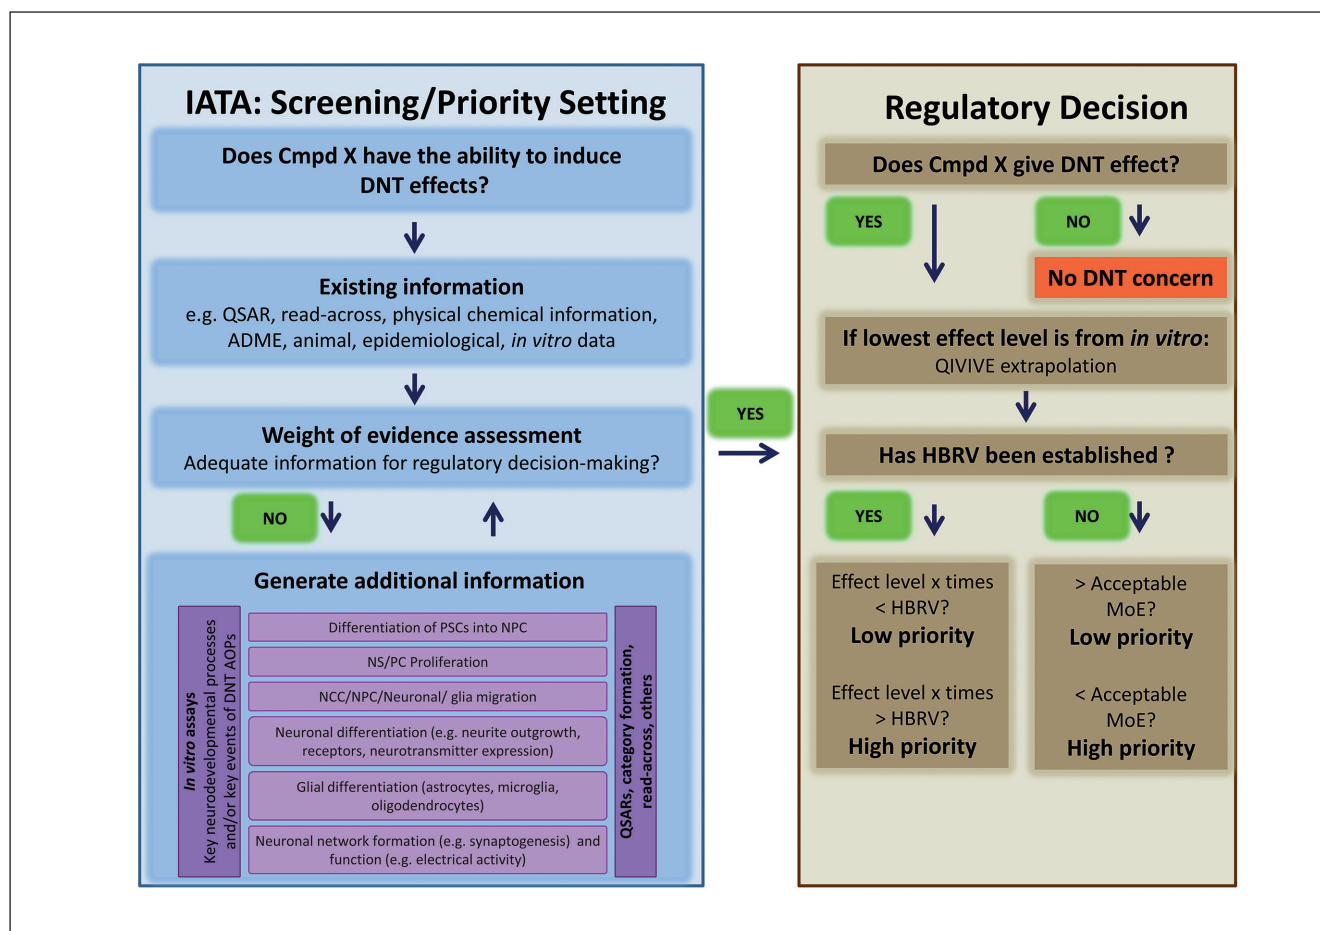 IATA: Screening/Priority Setting
Does Cmpd X have the ability to induce
DNT effects?
Existing information
e.g. QSAR, read-across, physical chemical information,
ADME, animal, epidemiological, in vitro data
Weight of evidence assessment
Adequate information for regulatory decision-making?
NO
Generate additional information
In vitro assays
Key neurodevelopmental processes
and/or key events of DNT AOPs
Differentiation of PSCs into NPC
NS/PC Proliferation
NCC/NPC/Neuronal/ glia migration
Neuronal differentiation (e.g. neurite outgrowth,
receptors, neurotransmitter expression)
Glial differentiation (astrocytes, microglia,
oligodendrocytes)
Neuronal network formation (e.g. synaptogenesis) and
function (e.g. electrical activity)
QSARs, category formation,
read-across, others
YES
Regulatory Decision
Does Cmpd X give DNT effect?
YES
NO
No DNT concern
If lowest effect level is from in vitro:
QIVIVE extrapolation
Has HBRV been established ?
YES
NO
Effect level x times
< HBRV?
Low priority
Effect level x times
> HBRV?
High priority
> Acceptable
MoE?
Low priority
< Acceptable
MoE?
High priority